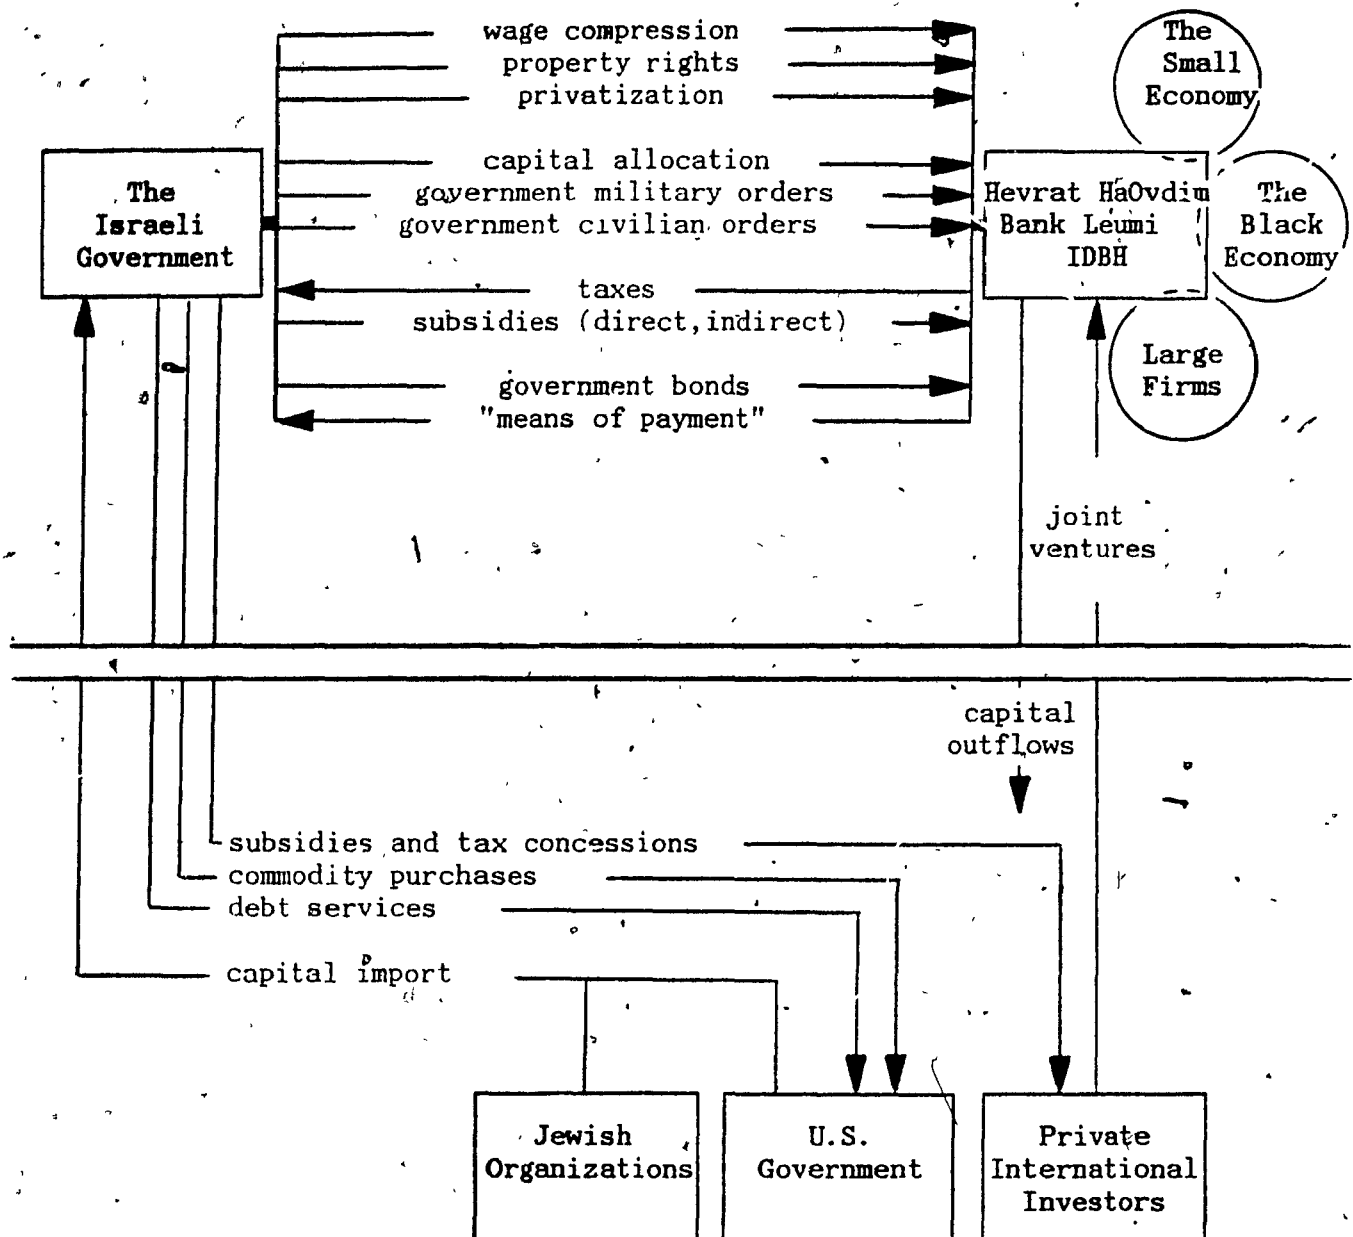 wage compression
property rights
privatization
capital allocation
government military orders
government civilian orders
taxes
subsidies (direct,indirect)
government bonds
"means of payment"
The
Israeli
Government
Hevrat HaOvdim
Bank Leumi
IDBH
The
Small
Economy
The
Black
Economy
Large
Firms
joint
ventures
capital
outflows
subsidies and tax concessions
commodity purchases
debt services
capital import
Jewish
Organizations
U.S.
Government
Private
International
Investors